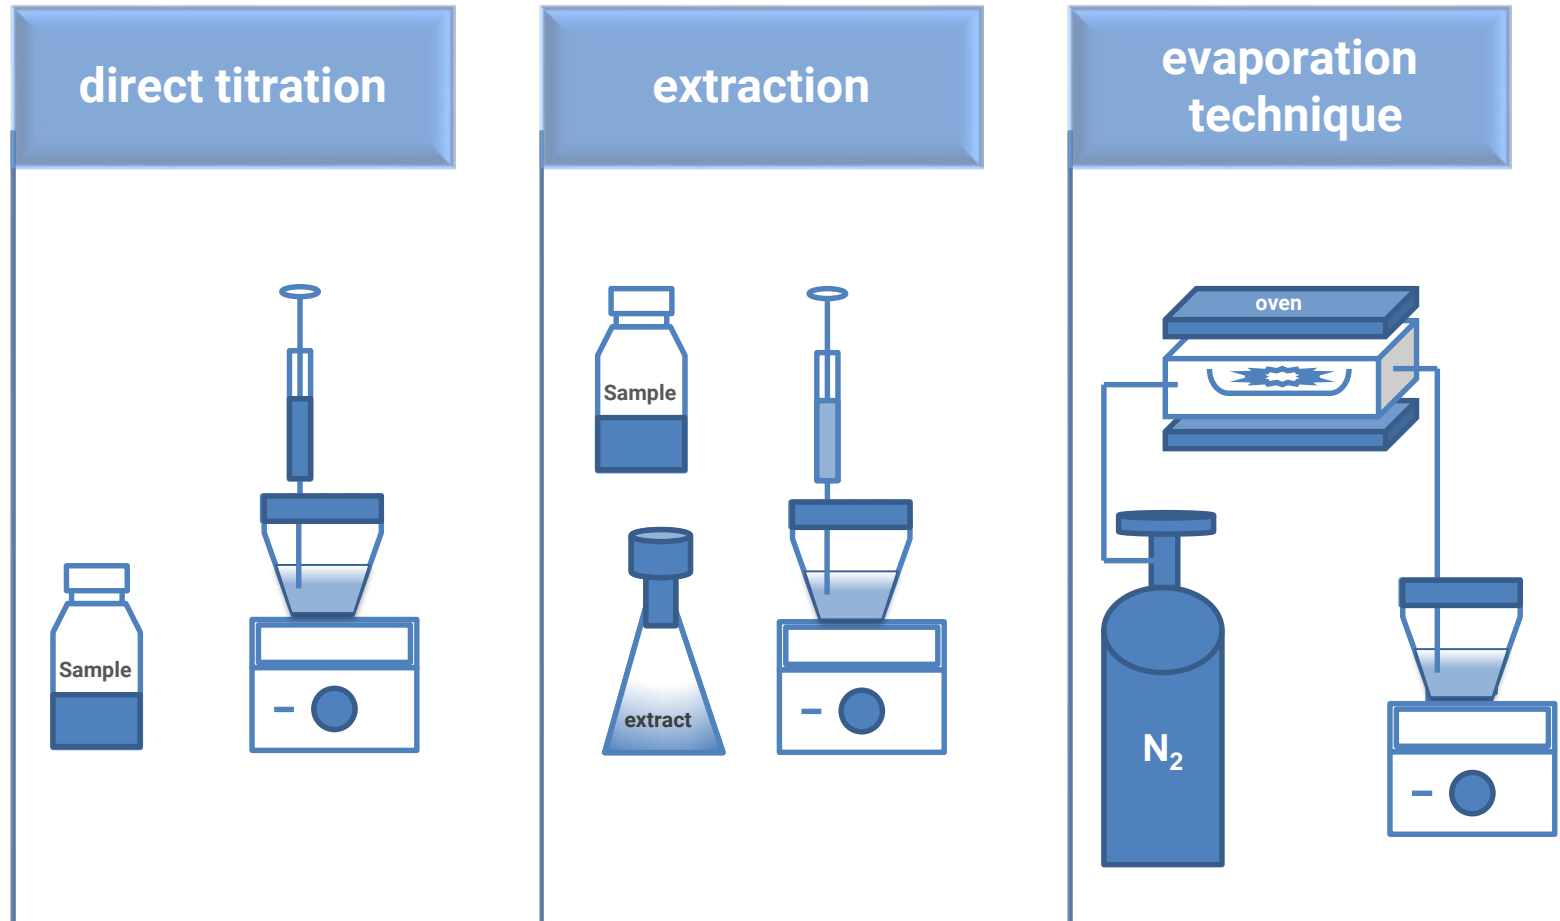 direct titration
extraction
evaporation
technique
Sample
Sample
extract
oven
N₂